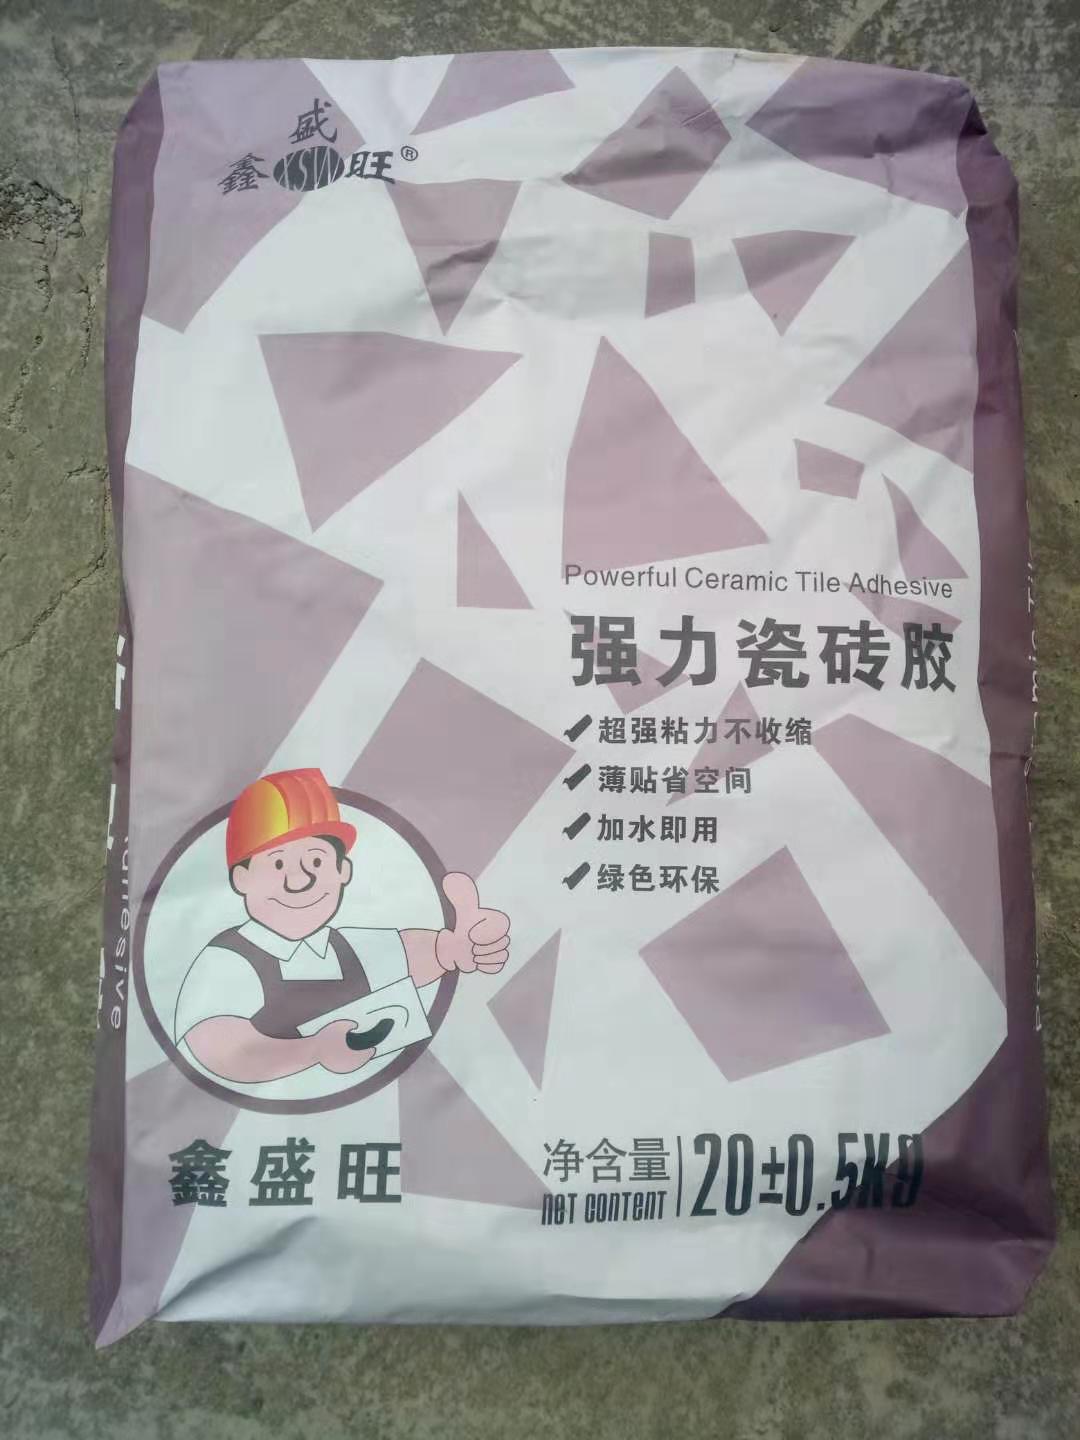 盛
鑫 XSW 旺®
Powerful Ceramic Tile Adhesive
强力瓷砖胶
超强粘力不收缩
薄贴省空间
加水即用
绿色环保
鑫盛旺
净含量 20±0.5Kg
NET CONTENT